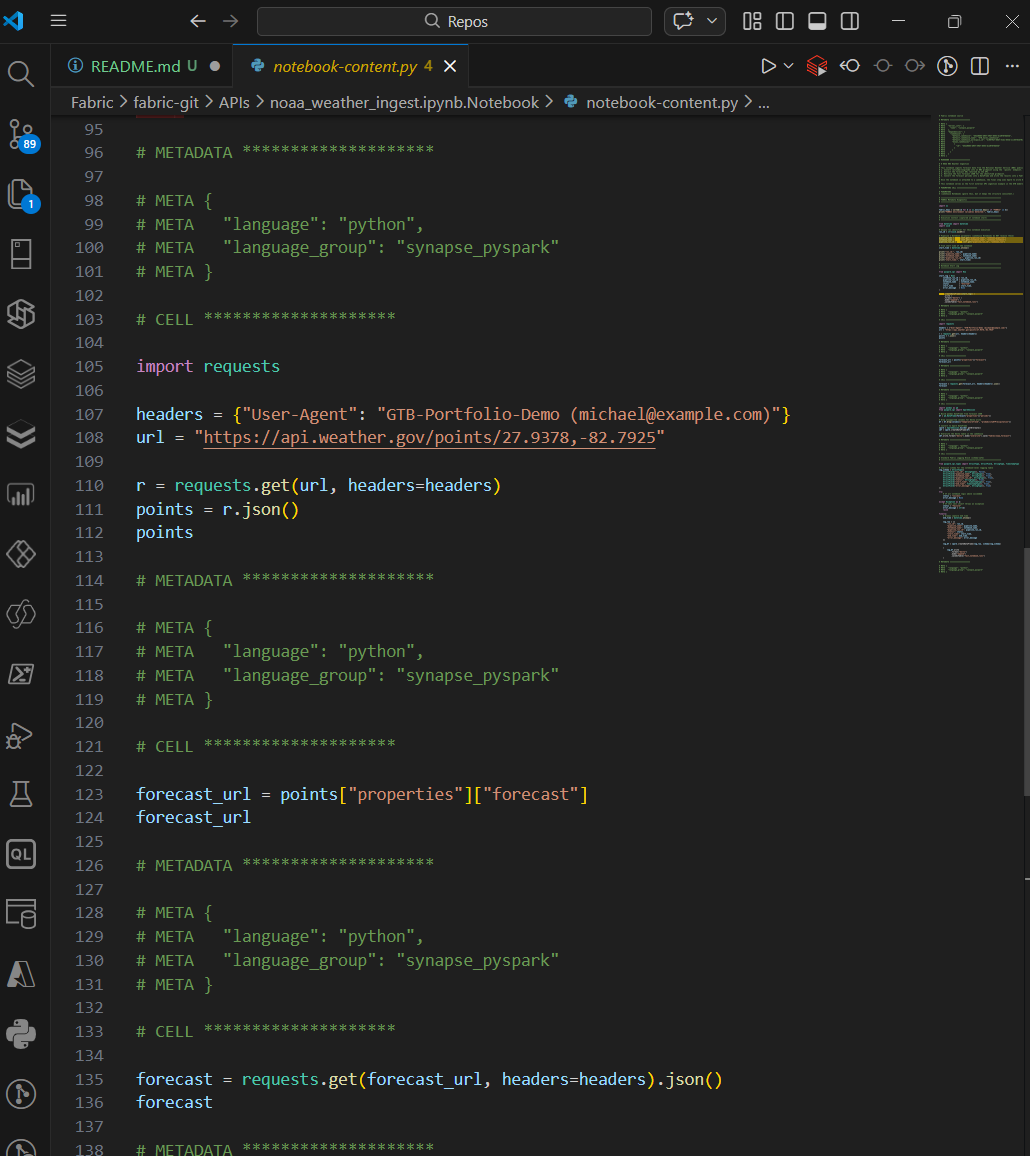 Repos
README.md U
notebook-content.py 4
Fabric > fabric-git > APIs > noaa_weather_ingest.ipynb.Notebook > notebook-content.py > ...
89
1
QL
95
96 # METADATA ********************
97
98 # META {
99 # META   "language": "python",
100 # META   "language_group": "synapse_pyspark"
101 # META }
102
103 # CELL ********************
104
105 import requests
106
107 headers = {"User-Agent": "GTB-Portfolio-Demo (michael@example.com)"}
108 url = "https://api.weather.gov/points/27.9378,-82.7925"
109
110 r = requests.get(url, headers=headers)
111 points = r.json()
112 points
113
114 # METADATA ********************
115
116 # META {
117 # META   "language": "python",
118 # META   "language_group": "synapse_pyspark"
119 # META }
120
121 # CELL ********************
122
123 forecast_url = points["properties"]["forecast"]
124 forecast_url
125
126 # METADATA ********************
127
128 # META {
129 # META   "language": "python",
130 # META   "language_group": "synapse_pyspark"
131 # META }
132
133 # CELL ********************
134
135 forecast = requests.get(forecast_url, headers=headers).json()
136 forecast
137
138 # METADATA ********************